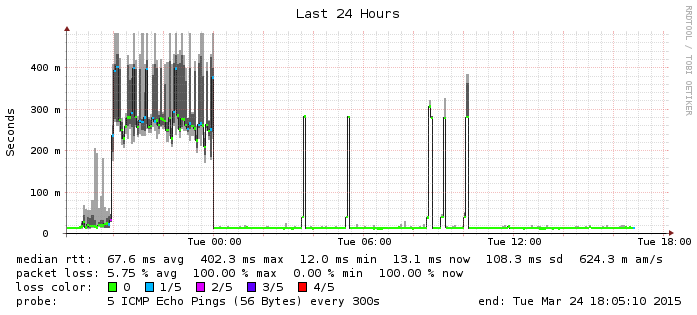 Last 24 Hours
RRDTOOL / TOBI OETIKER
Seconds
400 m
300 m
200 m
100 m
0
Tue 00:00 Tue 06:00 Tue 12:00 Tue 18:00
median rtt: 67.6 ms avg 402.3 ms max 12.0 ms min 13.1 ms now 108.3 ms sd 624.3 m am/s
packet loss: 5.75 % avg 100.00 % max 0.00 % min 100.00 % now
loss color: 0 1/5 2/5 3/5 4/5
probe: 5 ICMP Echo Pings (56 Bytes) every 300s end: Tue Mar 24 18:05:10 2015